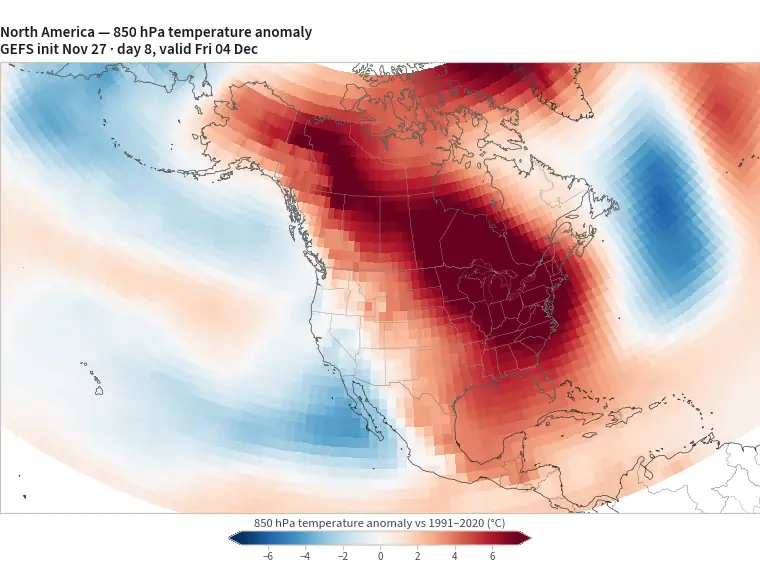 North America — 850 hPa temperature anomaly
GEFS init Nov 27 · day 8, valid Fri 04 Dec
850 hPa temperature anomaly vs 1991–2020 (°C)
−6 −4 −2 0 2 4 6